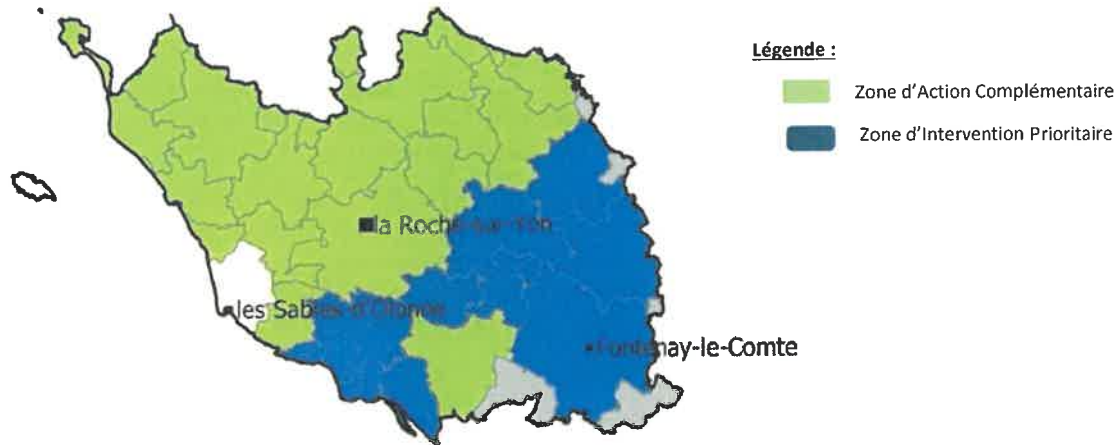 Légende :
Zone d'Action Complémentaire
Zone d'Intervention Prioritaire
la Roche-sur-Yon
les Sables-d'Olonne
Fontenay-le-Comte